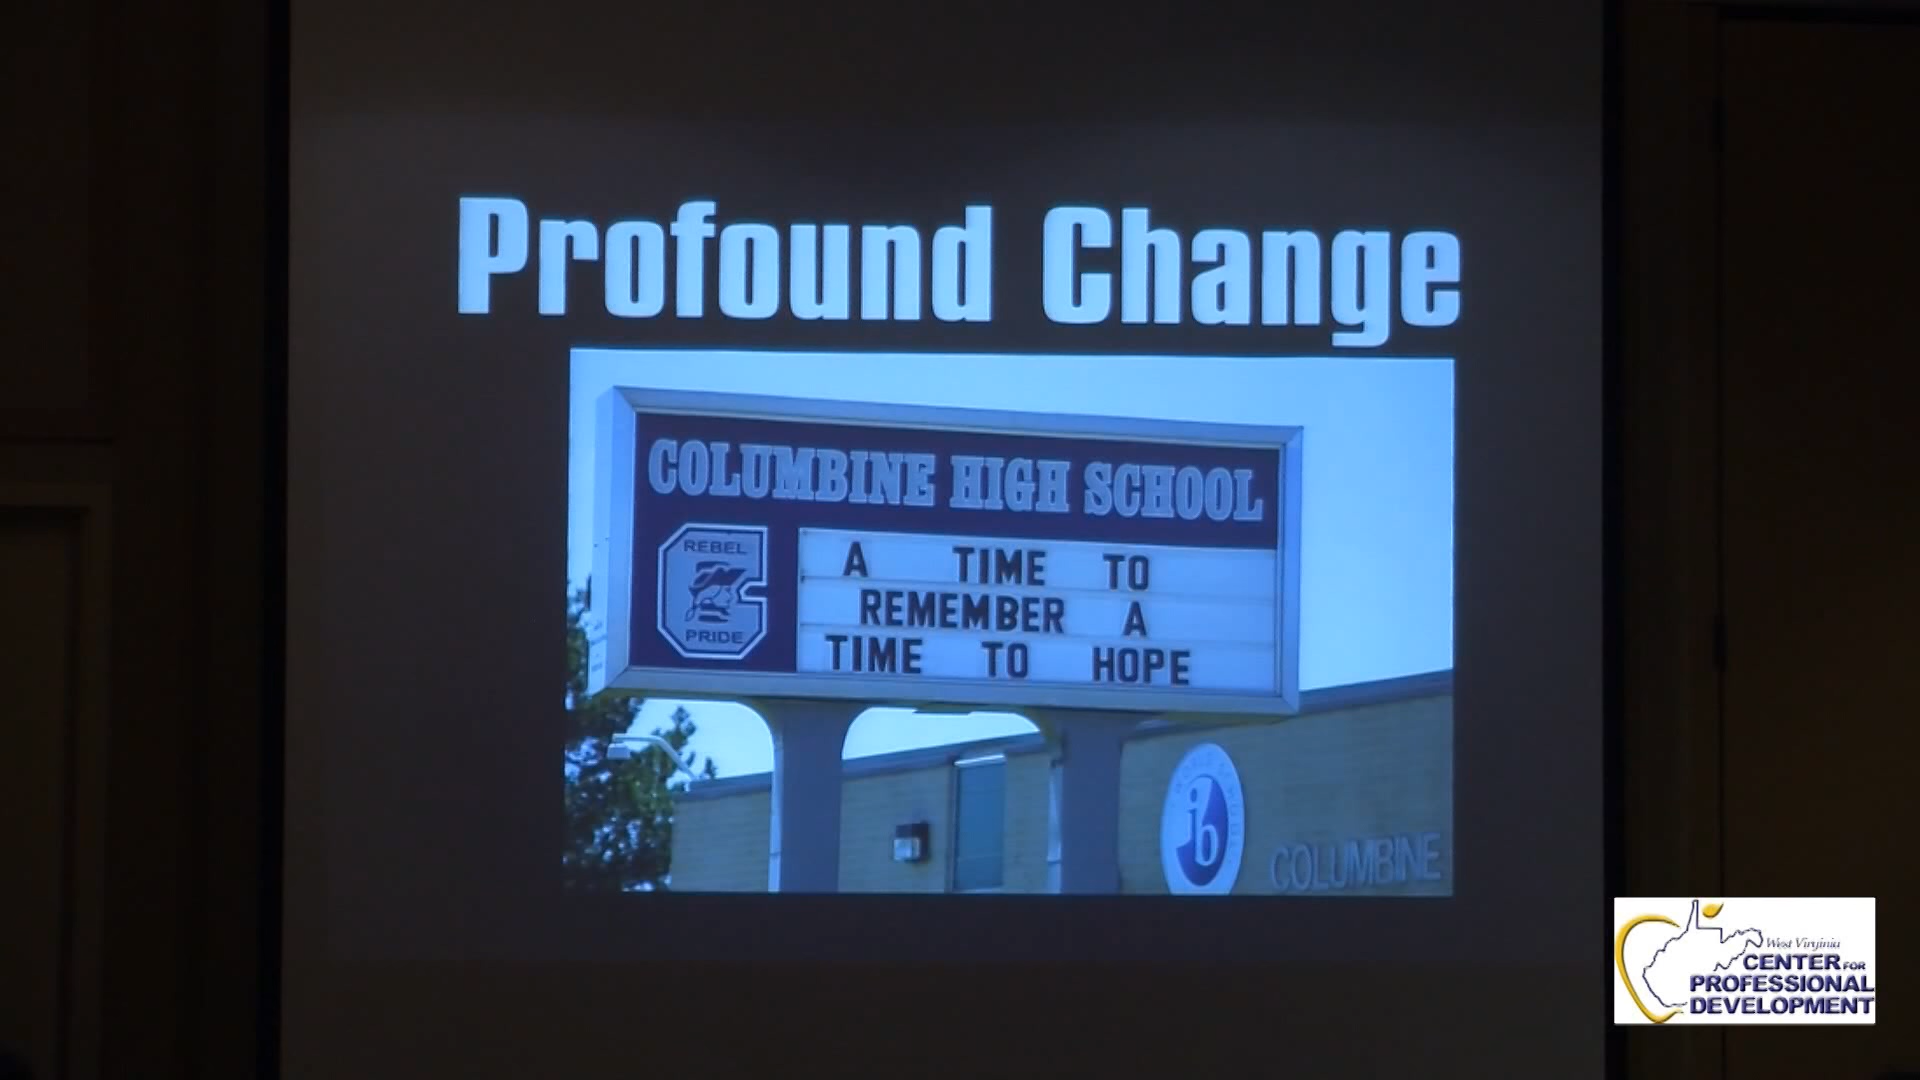 Profound Change
COLUMBINE HIGH SCHOOL
REBEL
PRIDE
A TIME TO
REMEMBER A
TIME TO HOPE
ib
COLUMBINE
West Virginia
CENTER FOR
PROFESSIONAL
DEVELOPMENT